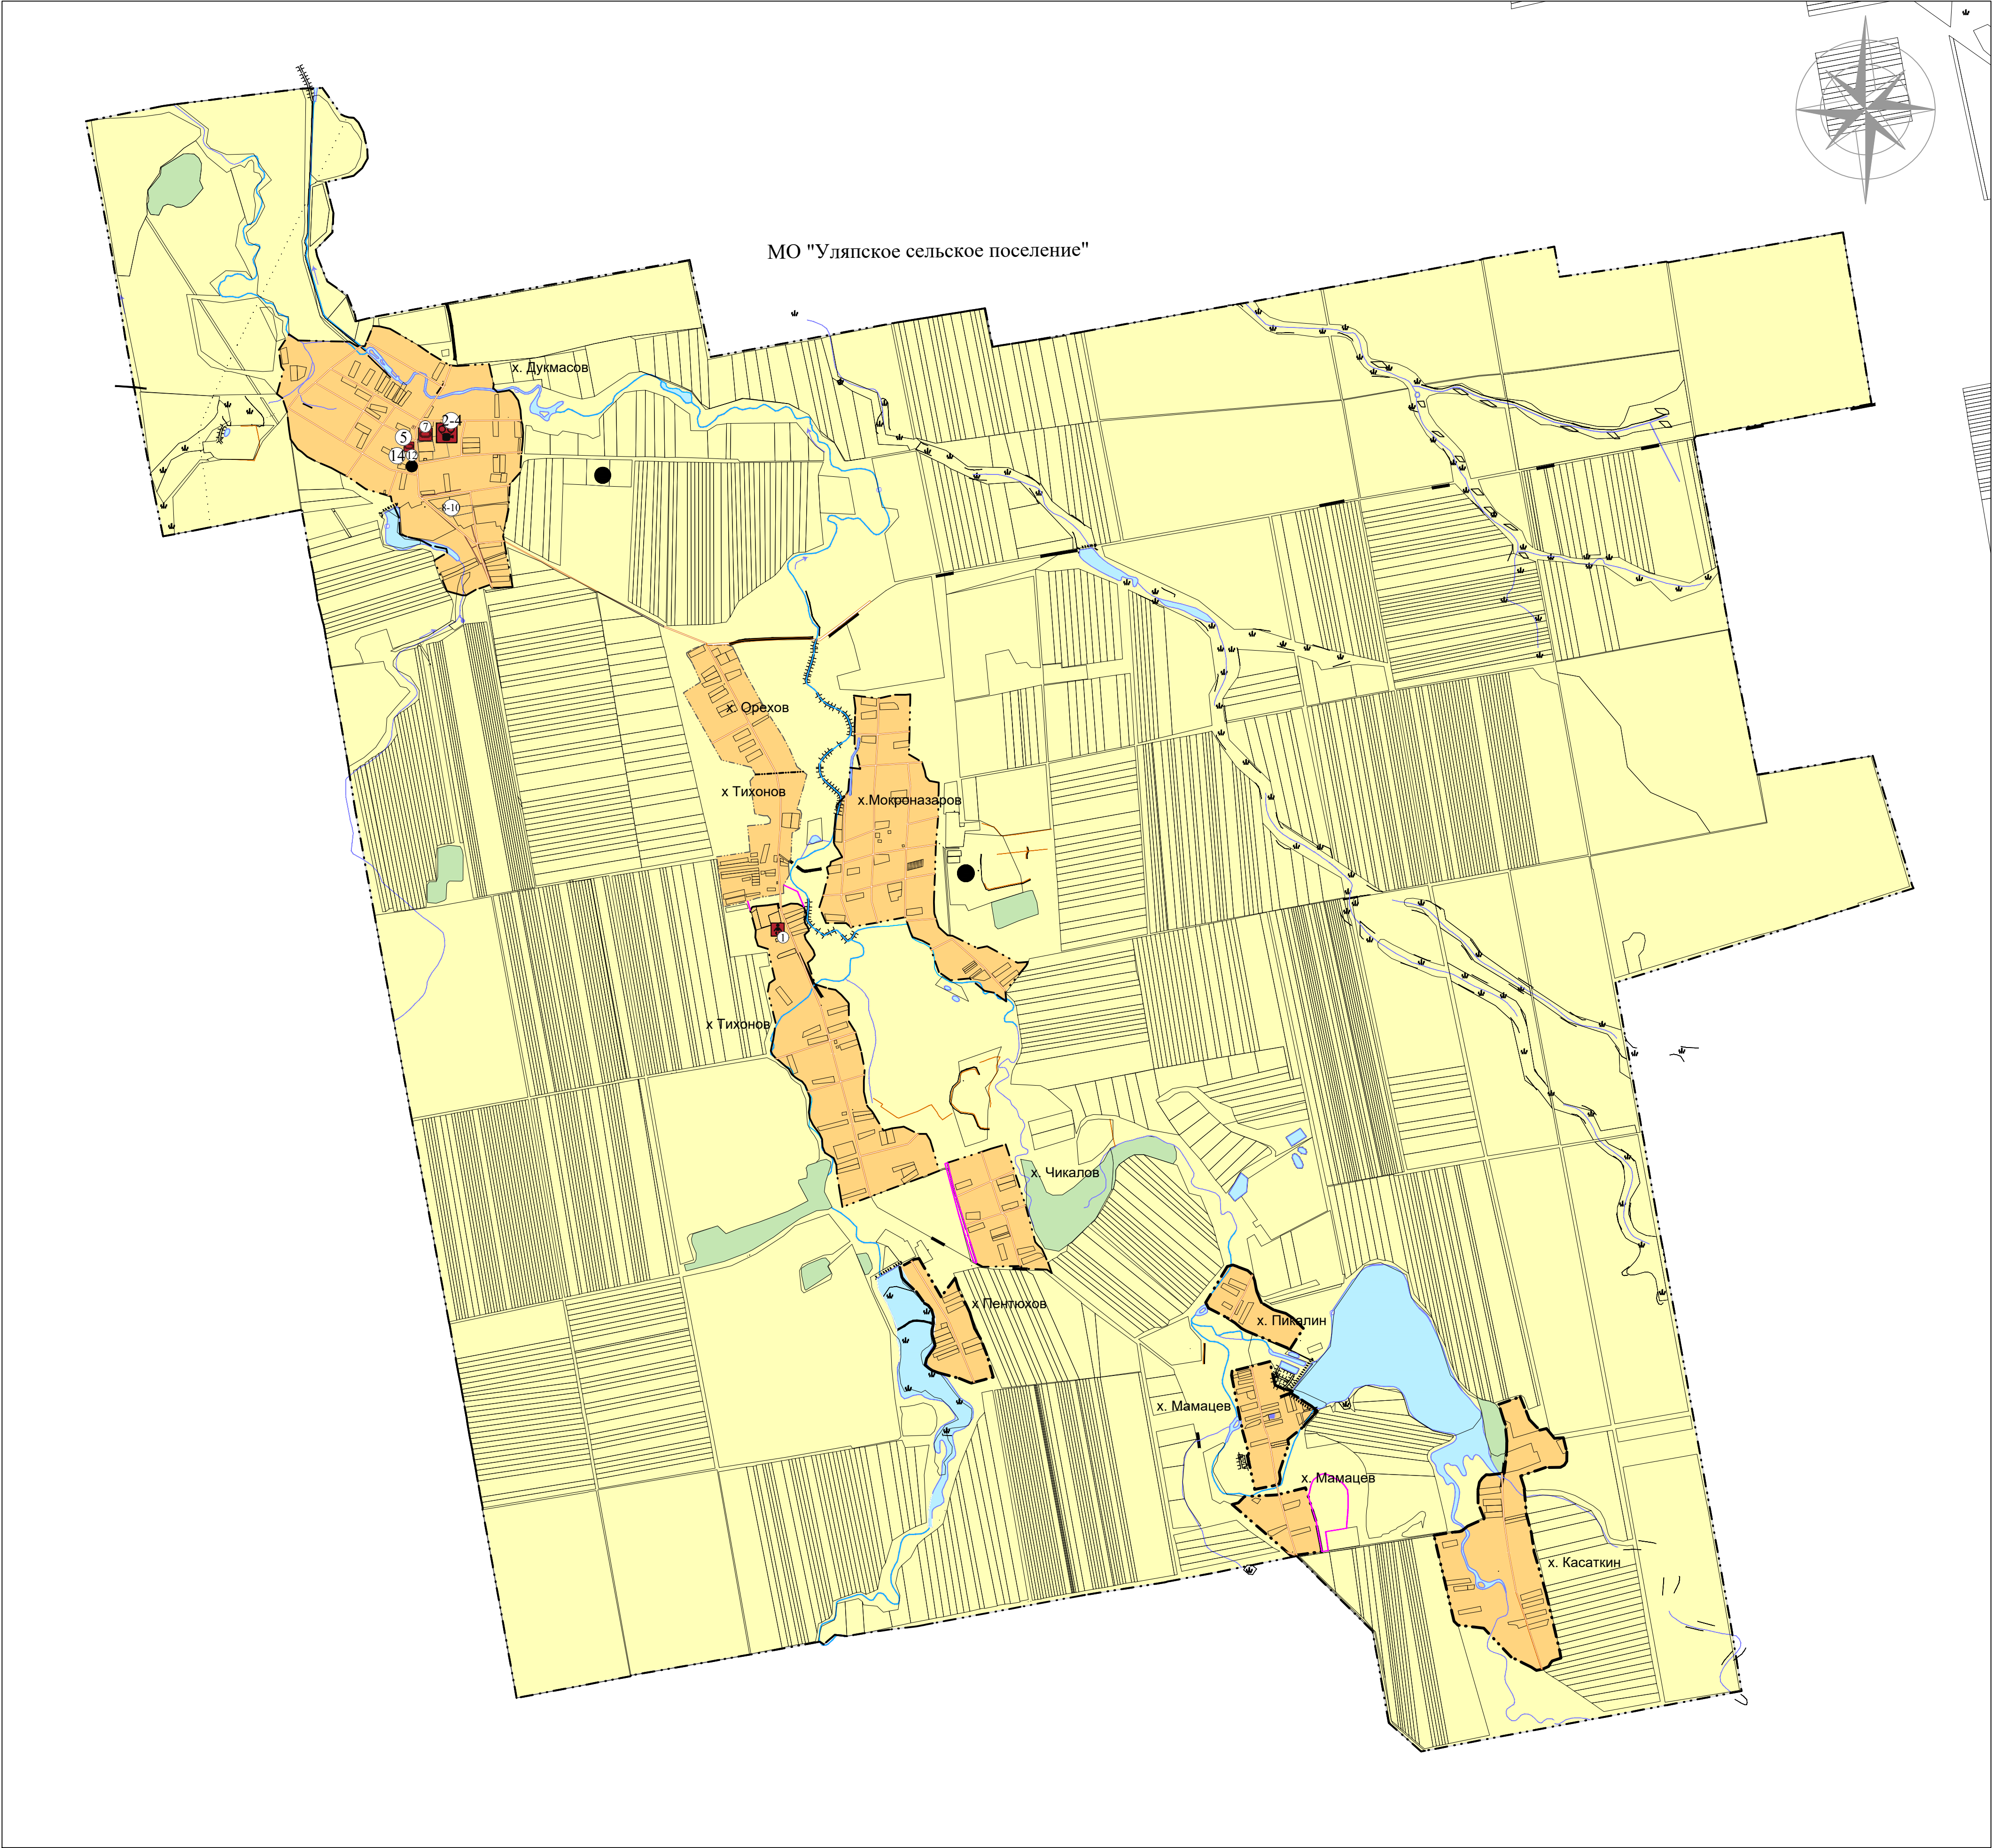 МО "Уляпское сельское поселение"
х. Дукмасов
2-4
7
5
14
12
8-10
х. Орехов
х Тихонов
х.Мокроназаров
1
х Тихонов
х. Чикалов
х Пентюхов
х. Пикалин
х. Мамацев
х. Мамацев
х. Касаткин